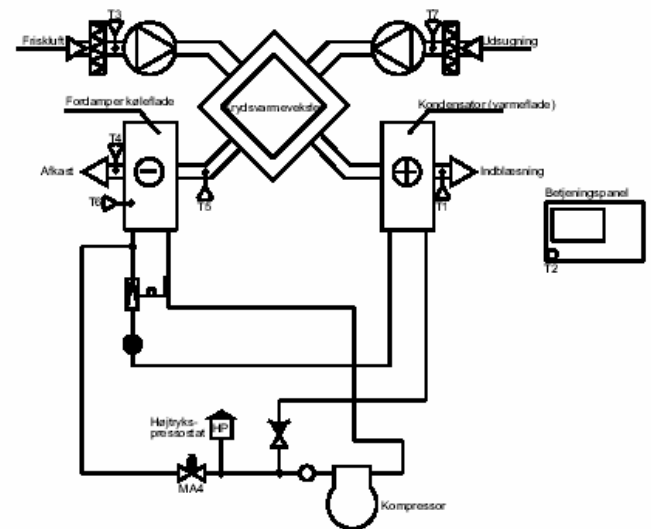 T3
T7
Friskluft
Udsugning
Krydsvarmeveksler
Fordamper køleflade
Kondensator (varmeflade)
T4
Afkast
T5
T6
T1
Indblæsning
Betjeningspanel
T2
Højtryks-
pressostat
HP
MA4
Kompressor